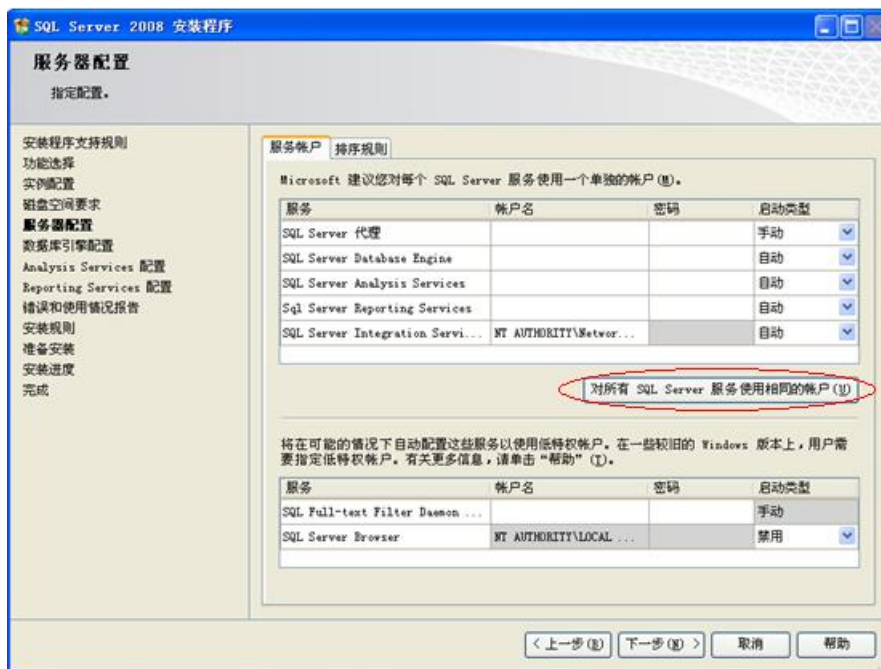 SQL Server 2008 安装程序
服务器配置
指定配置。
安装程序支持规则
功能选择
实例配置
磁盘空间要求
服务器配置
数据库引擎配置
Analysis Services 配置
Reporting Services 配置
错误和使用情况报告
安装规则
准备安装
安装进度
完成
服务帐户 排序规则
Microsoft 建议您对每个 SQL Server 服务使用一个单独的帐户(M)。
服务 帐户名 密码 启动类型
SQL Server 代理 手动
SQL Server Database Engine 自动
SQL Server Analysis Services 自动
Sql Server Reporting Services 自动
SQL Server Integration Servi... NT AUTHORITY\Networ... 自动
对所有 SQL Server 服务使用相同的帐户(U)
将在可能的情况下自动配置这些服务以使用低特权帐户。在一些较旧的 Windows 版本上，用户需
要指定低特权帐户。有关更多信息，请单击“帮助”(I)。
服务 帐户名 密码 启动类型
SQL Full-text Filter Daemon ... 手动
SQL Server Browser NT AUTHORITY\LOCAL ... 禁用
< 上一步(B) 下一步(N) > 取消 帮助